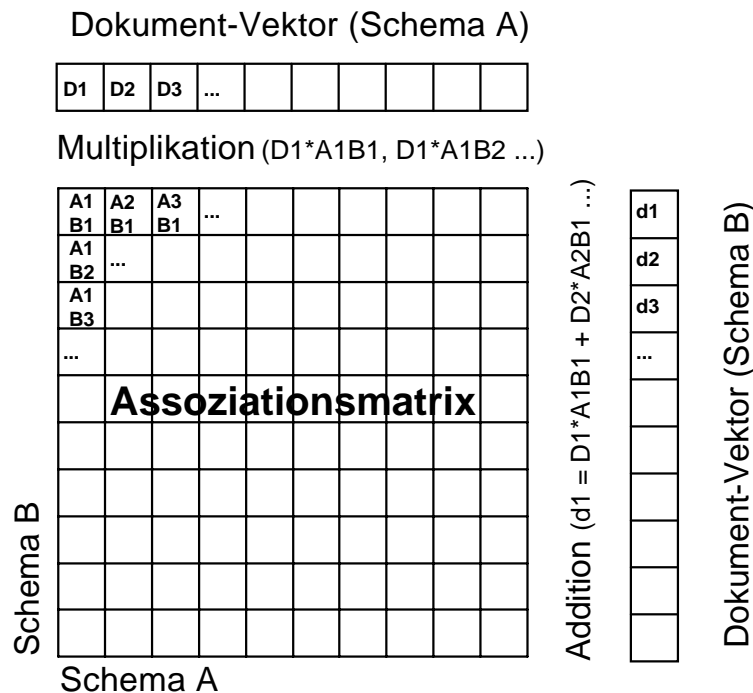 Dokument-Vektor (Schema A)
D1 D2 D3 ...
Multiplikation (D1*A1B1, D1*A1B2 ...)
A1 A2 A3 ...
B1 B1 B1
A1 ...
B2
A1
B3
...
Assoziationsmatrix
Schema B
Schema A
Addition (d1 = D1*A1B1 + D2*A2B1 ...)
d1
d2
d3
...
Dokument-Vektor (Schema B)